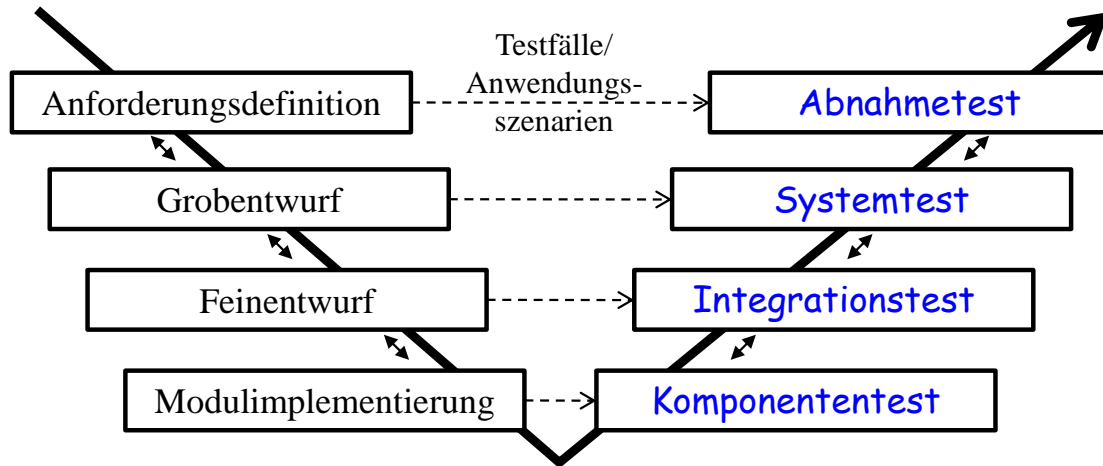 Testfälle/
Anwendungs-
szenarien
Anforderungsdefinition
Abnahmetest
Grobentwurf
Systemtest
Feinentwurf
Integrationstest
Modulimplementierung
Komponententest